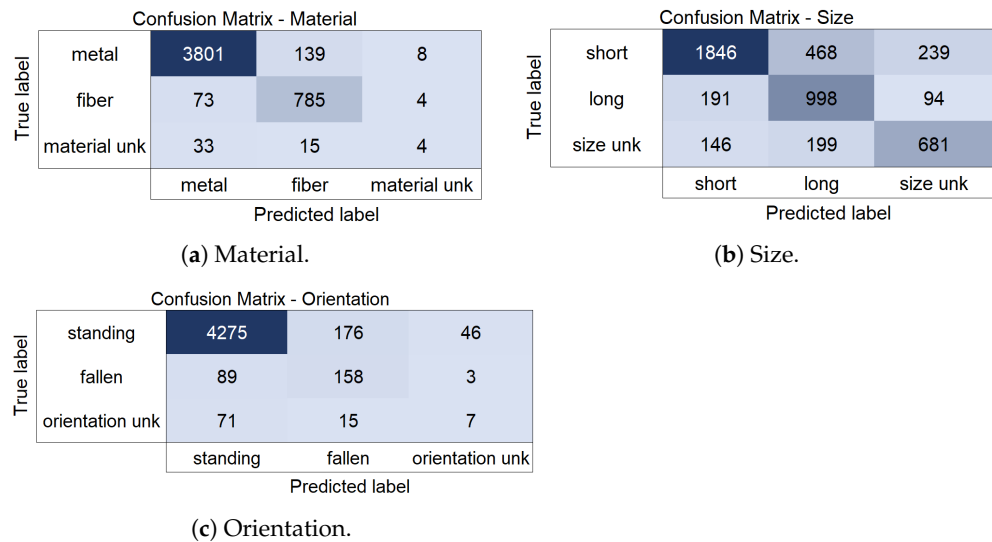 Confusion Matrix - Material
True label
metal 3801 139 8
fiber 73 785 4
material unk 33 15 4
metal fiber material unk
Predicted label
(a) Material.
Confusion Matrix - Size
True label
short 1846 468 239
long 191 998 94
size unk 146 199 681
short long size unk
Predicted label
(b) Size.
Confusion Matrix - Orientation
True label
standing 4275 176 46
fallen 89 158 3
orientation unk 71 15 7
standing fallen orientation unk
Predicted label
(c) Orientation.